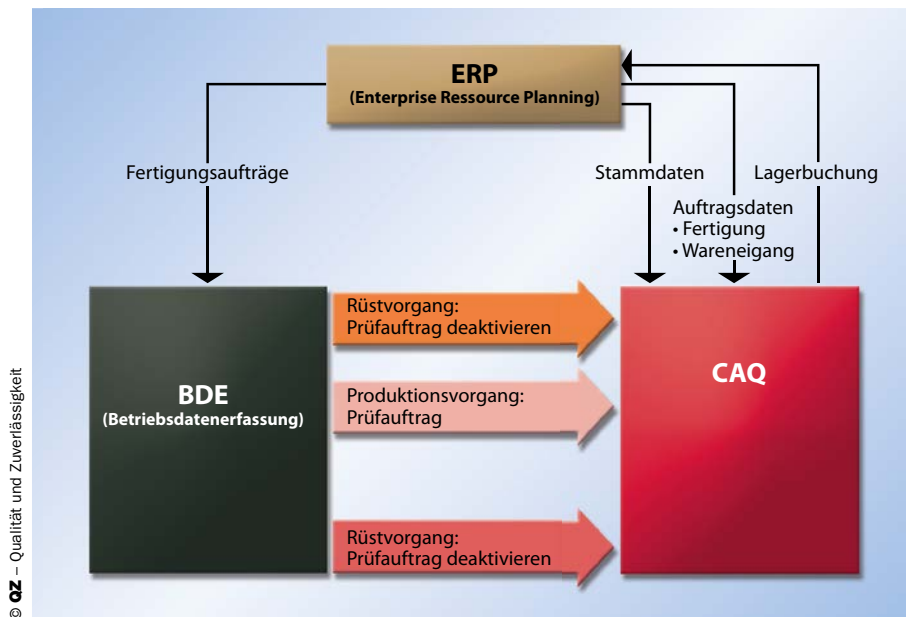 ERP
(Enterprise Ressource Planning)
Fertigungsaufträge
Stammdaten
Lagerbuchung
Auftragsdaten
• Fertigung
• Wareneigang
Rüstvorgang:
Prüfauftrag deaktivieren
BDE
(Betriebsdatenerfassung)
CAQ
Produktionsvorgang:
Prüfauftrag
Rüstvorgang:
Prüfauftrag deaktivieren
© QZ – Qualität und Zuverlässigkeit